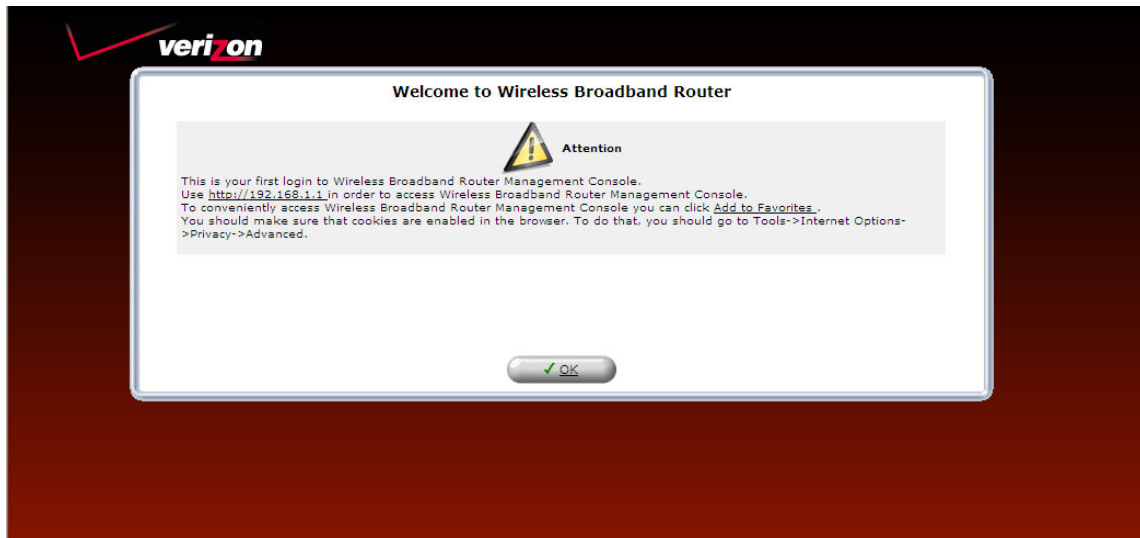 verizon
Welcome to Wireless Broadband Router
Attention
This is your first login to Wireless Broadband Router Management Console.
Use http://192.168.1.1 in order to access Wireless Broadband Router Management Console.
To conveniently access Wireless Broadband Router Management Console you can click Add to Favorites .
You should make sure that cookies are enabled in the browser. To do that, you should go to Tools->Internet Options-
>Privacy->Advanced.
OK